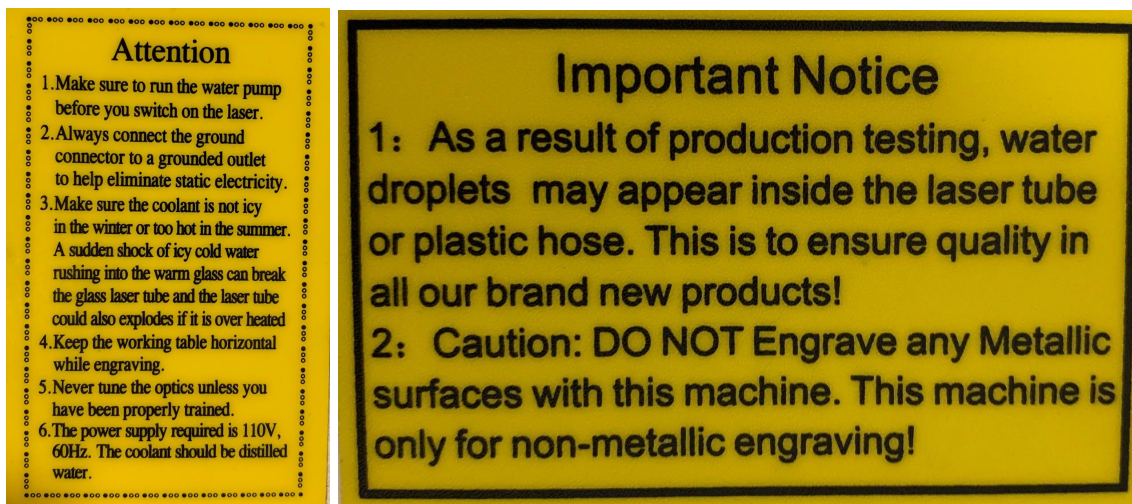 Attention
1.Make sure to run the water pump
before you switch on the laser.
2.Always connect the ground
connector to a grounded outlet
to help eliminate static electricity.
3.Make sure the coolant is not icy
in the winter or too hot in the summer.
A sudden shock of icy cold water
rushing into the warm glass can break
the glass laser tube and the laser tube
could also explodes if it is over heated
4.Keep the working table horizontal
while engraving.
5.Never tune the optics unless you
have been properly trained.
6.The power supply required is 110V,
60Hz. The coolant should be distilled
water.
Important Notice
1: As a result of production testing, water
droplets may appear inside the laser tube
or plastic hose. This is to ensure quality in
all our brand new products!
2: Caution: DO NOT Engrave any Metallic
surfaces with this machine. This machine is
only for non-metallic engraving!